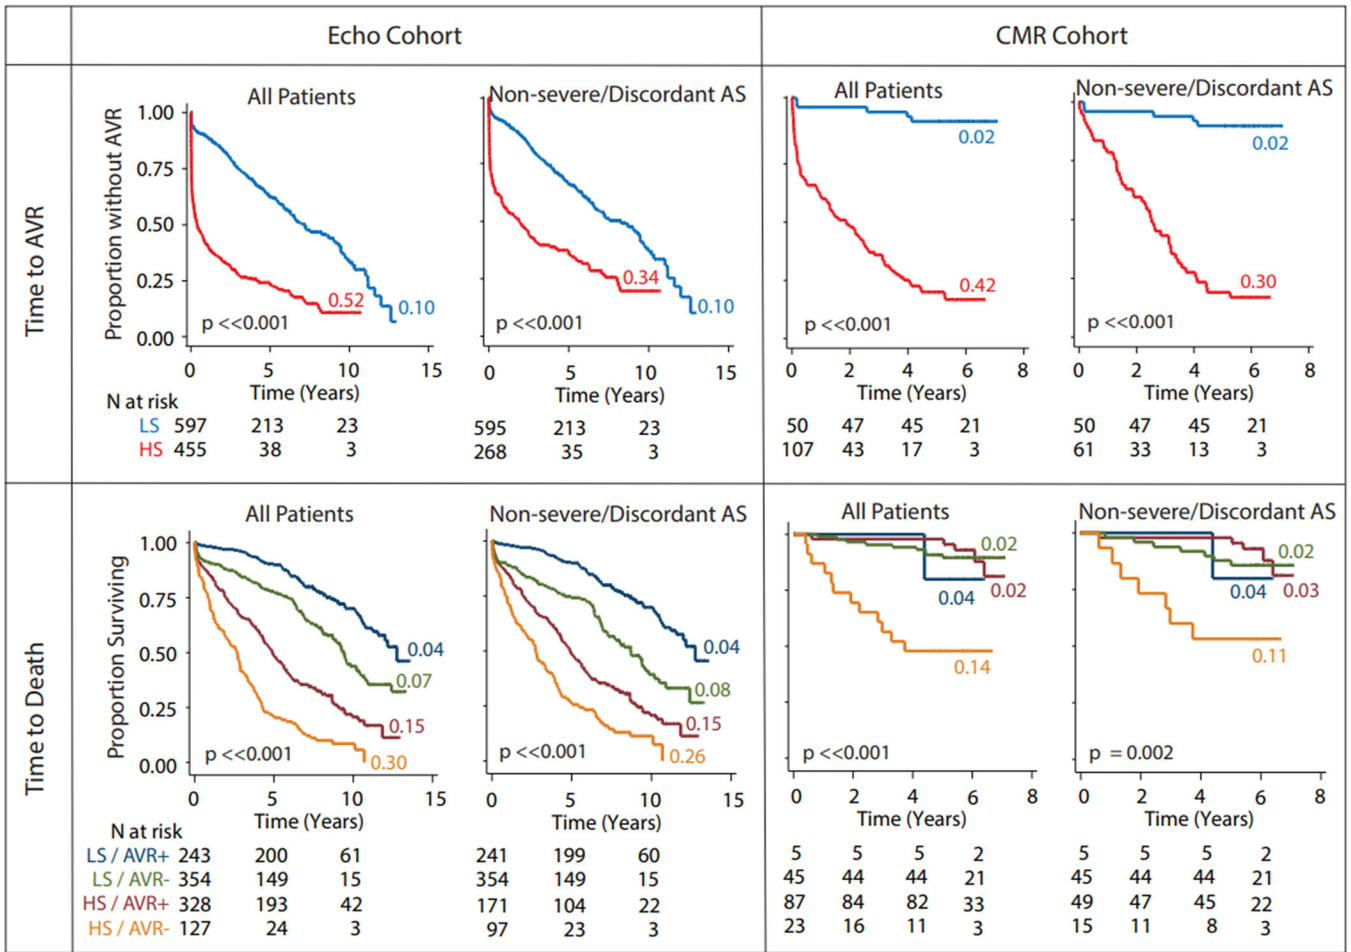 Echo Cohort
CMR Cohort
Time to AVR
All Patients
Proportion without AVR
1.00
0.75
0.50
0.25
0.00
0.52
0.10
p <<0.001
0 5 10 15
Time (Years)
Non-severe/Discordant AS
0.34
0.10
p <<0.001
0 5 10 15
Time (Years)
All Patients
0.02
0.42
p <<0.001
0 2 4 6 8
Time (Years)
Non-severe/Discordant AS
0.02
0.30
p <<0.001
0 2 4 6 8
Time (Years)
N at risk
LS 597 213 23 595 213 23 50 47 45 21 50 47 45 21
HS 455 38 3 268 35 3 107 43 17 3 61 33 13 3
Time to Death
All Patients
Proportion Surviving
1.00
0.75
0.50
0.25
0.00
0.04
0.07
0.15
0.30
p <<0.001
0 5 10 15
Time (Years)
Non-severe/Discordant AS
0.04
0.08
0.15
0.26
p <<0.001
0 5 10 15
Time (Years)
All Patients
0.02
0.04
0.02
0.14
p <<0.001
0 2 4 6 8
Time (Years)
Non-severe/Discordant AS
0.02
0.04
0.03
0.11
p = 0.002
0 2 4 6 8
Time (Years)
N at risk
LS / AVR+ 243 200 61 241 199 60 5 5 5 2 5 5 5 2
LS / AVR- 354 149 15 354 149 15 45 44 44 21 45 44 44 21
HS / AVR+ 328 193 42 171 104 22 87 84 82 33 49 47 45 22
HS / AVR- 127 24 3 97 23 3 23 16 11 3 15 11 8 3